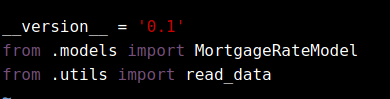 __version__ = '0.1'
from .models import MortgageRateModel
from .utils import read_data
~